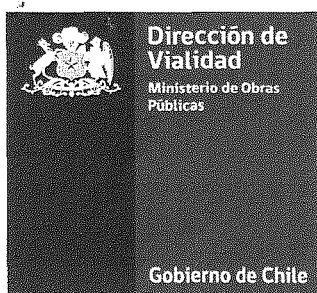 Dirección de
Vialidad
Ministerio de Obras
Públicas
Gobierno de Chile